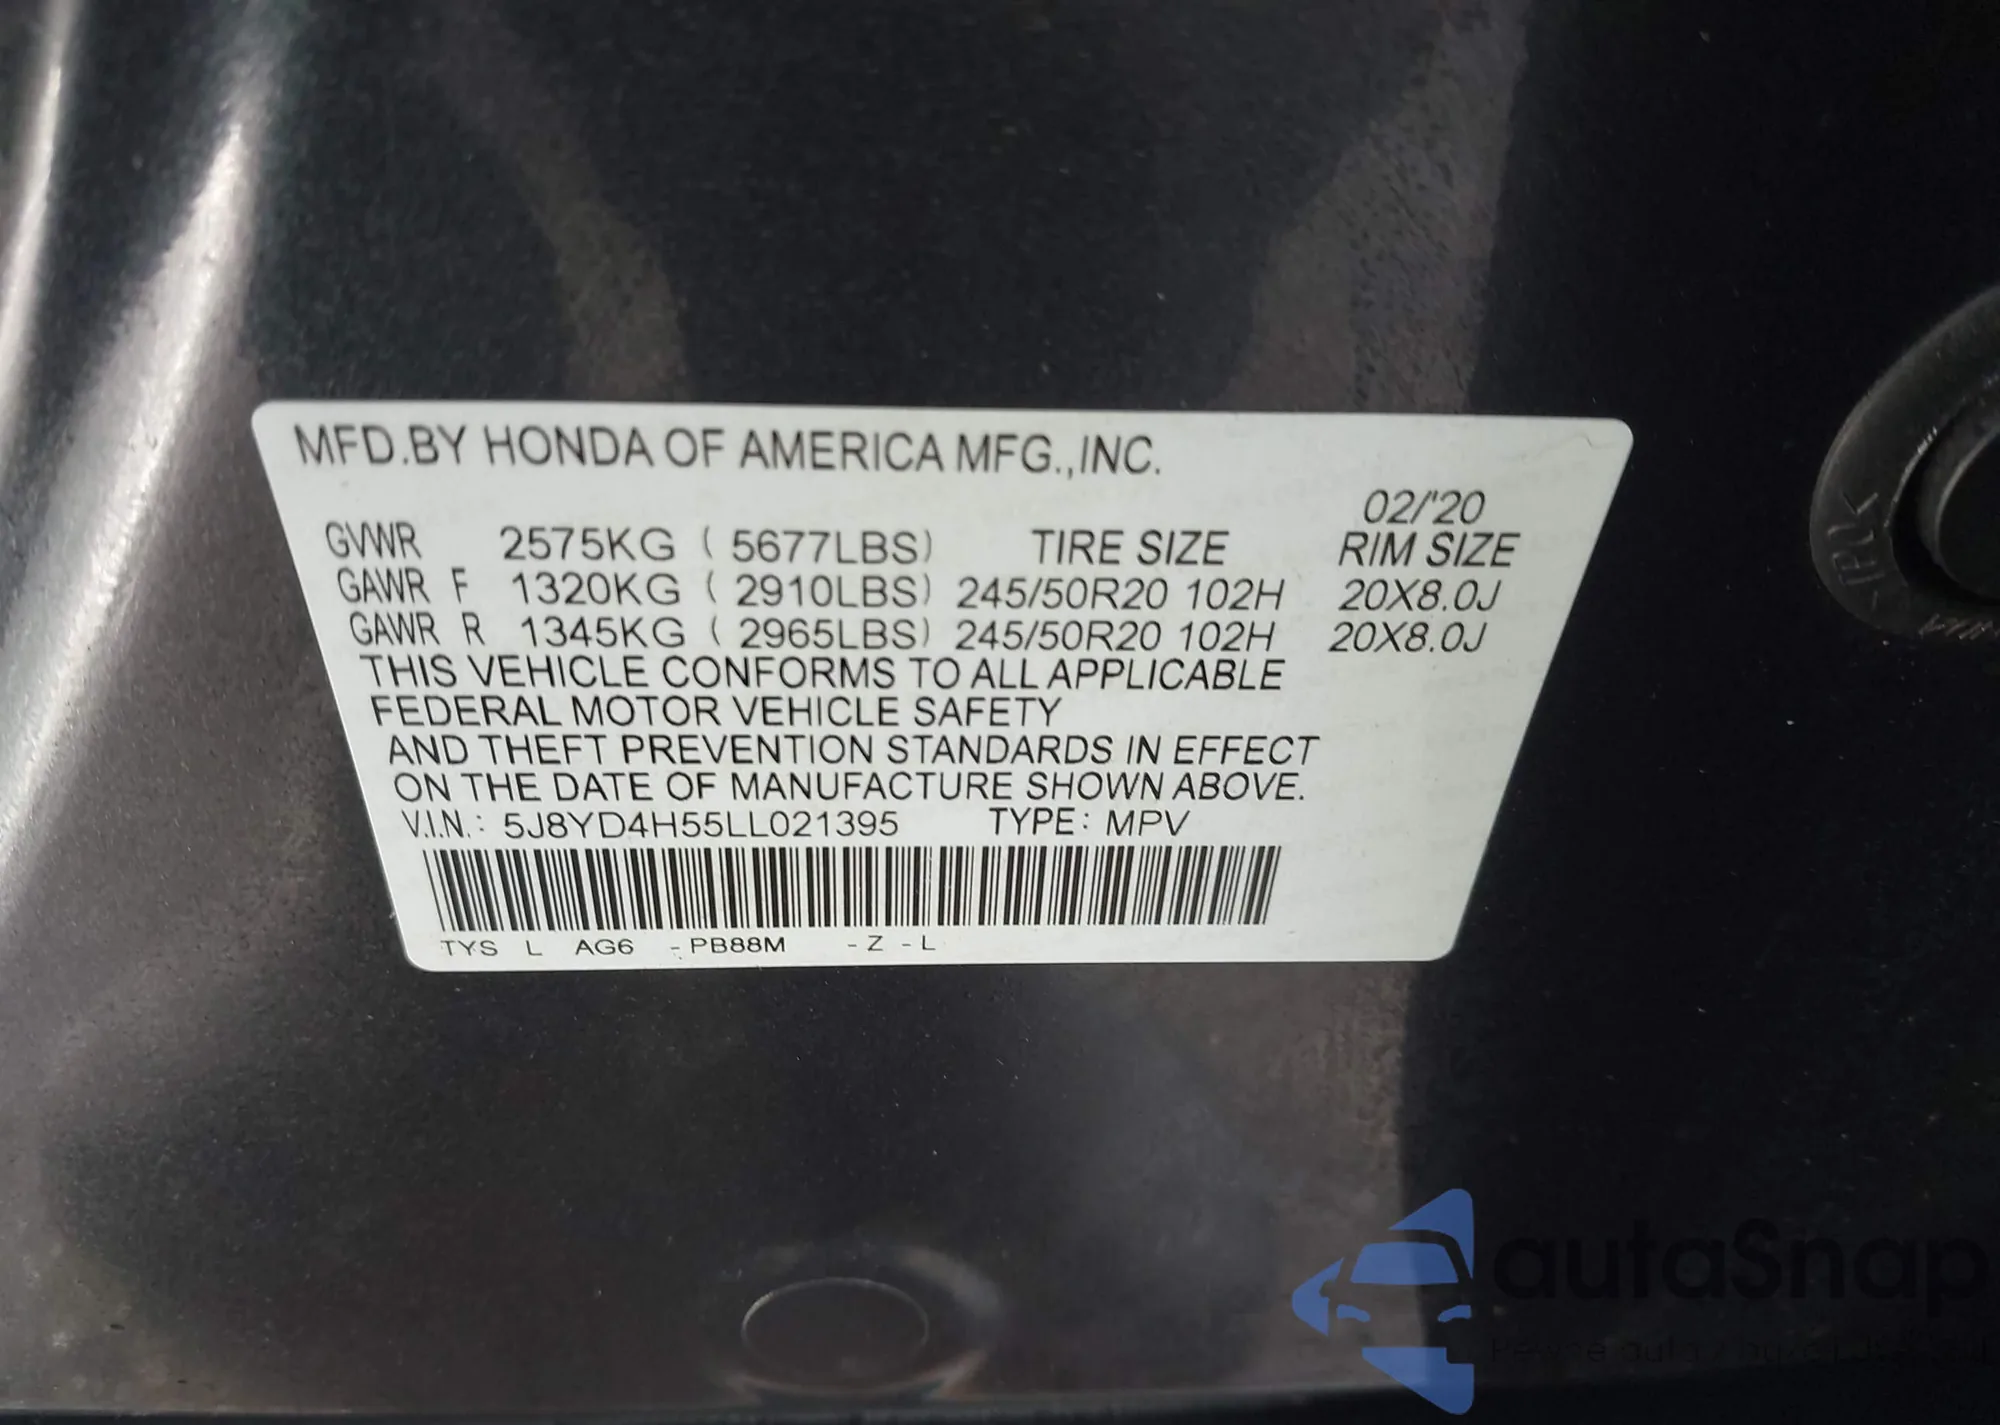 MFD.BY HONDA OF AMERICA MFG.,INC.
02/'20
GVWR 2575KG ( 5677LBS) TIRE SIZE RIM SIZE
GAWR F 1320KG ( 2910LBS) 245/50R20 102H 20X8.0J
GAWR R 1345KG ( 2965LBS) 245/50R20 102H 20X8.0J
THIS VEHICLE CONFORMS TO ALL APPLICABLE
FEDERAL MOTOR VEHICLE SAFETY
AND THEFT PREVENTION STANDARDS IN EFFECT
ON THE DATE OF MANUFACTURE SHOWN ABOVE.
V.I.N.: 5J8YD4H55LL021395 TYPE: MPV
TYS L AG6 -PB88M -Z -L
autoSnap
Pewne auta z